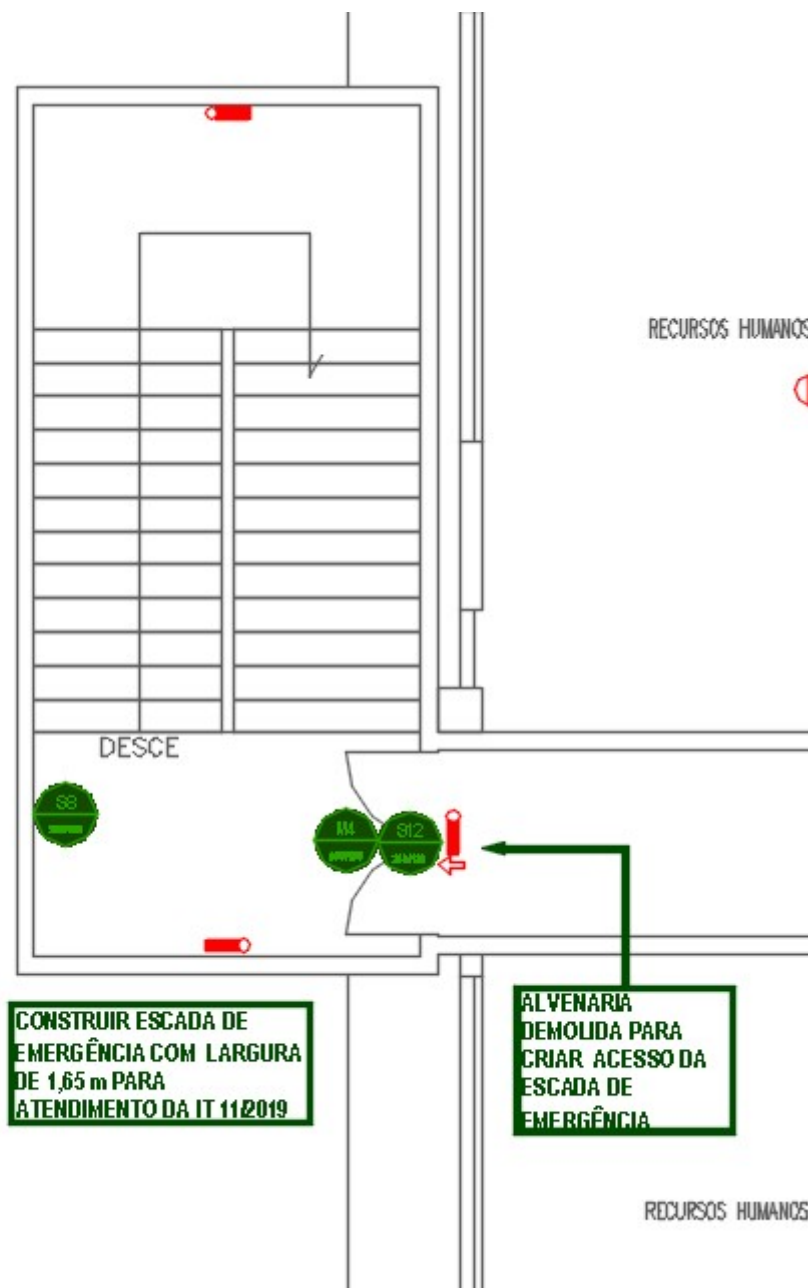 RECURSOS HUMANOS
DESCE
S8
M4
S12
CONSTRUIR ESCADA DE
EMERGÊNCIA COM LARGURA
DE 1,65 m PARA
ATENDIMENTO DA IT 11/2019
ALVENARIA
DEMOLIDA PARA
CRIAR ACESSO DA
ESCADA DE
EMERGÊNCIA
RECURSOS HUMANOS